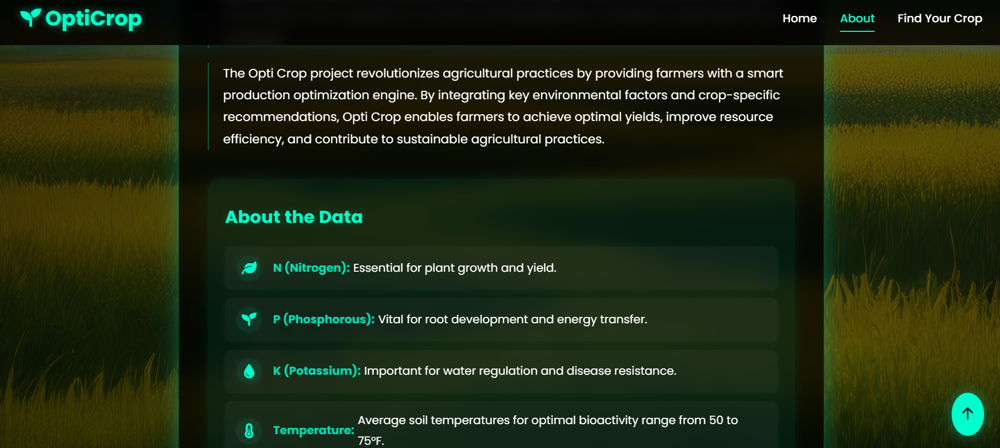 OptiCrop
Home
About
Find Your Crop
The Opti Crop project revolutionizes agricultural practices by providing farmers with a smart
production optimization engine. By integrating key environmental factors and crop-specific
recommendations, Opti Crop enables farmers to achieve optimal yields, improve resource
efficiency, and contribute to sustainable agricultural practices.
About the Data
N (Nitrogen): Essential for plant growth and yield.
P (Phosphorous): Vital for root development and energy transfer.
K (Potassium): Important for water regulation and disease resistance.
Temperature: Average soil temperatures for optimal bioactivity range from 50 to
75°F.